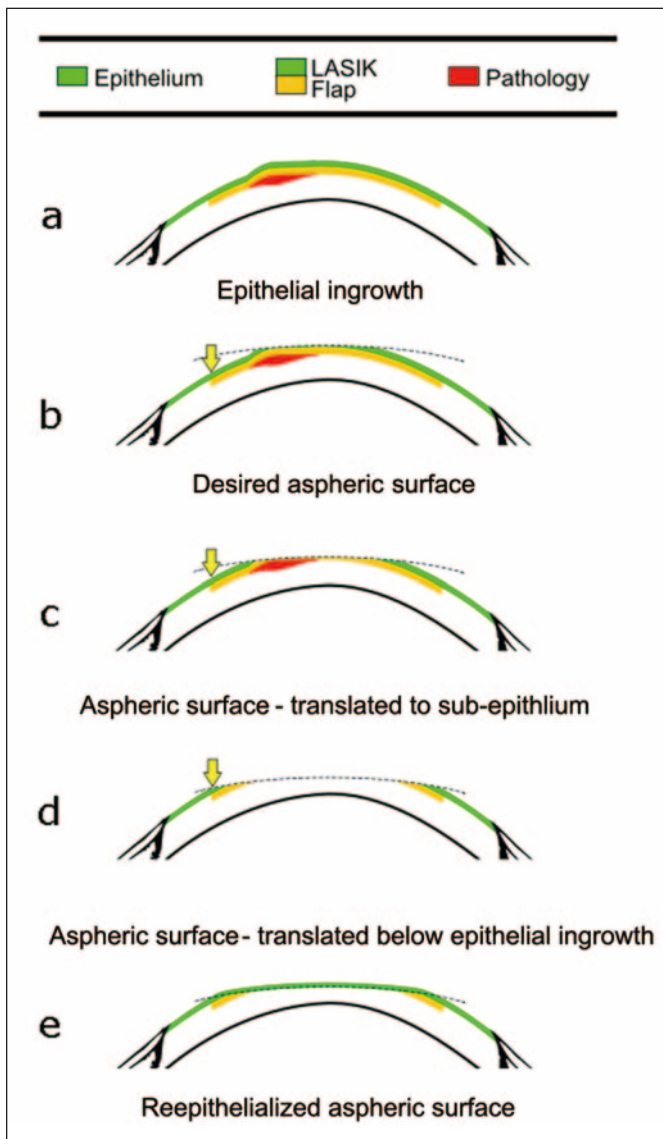 Epithelium LASIK Flap Pathology
a
Epithelial ingrowth
b
Desired aspheric surface
c
Aspheric surface - translated to sub-epithlium
d
Aspheric surface - translated below epithelial ingrowth
e
Reepithelialized aspheric surface